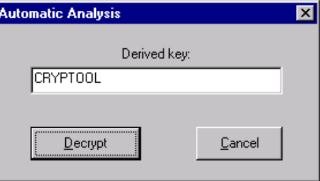 Automatic Analysis
Derived key:
CRYPTOOL
Decrypt Cancel